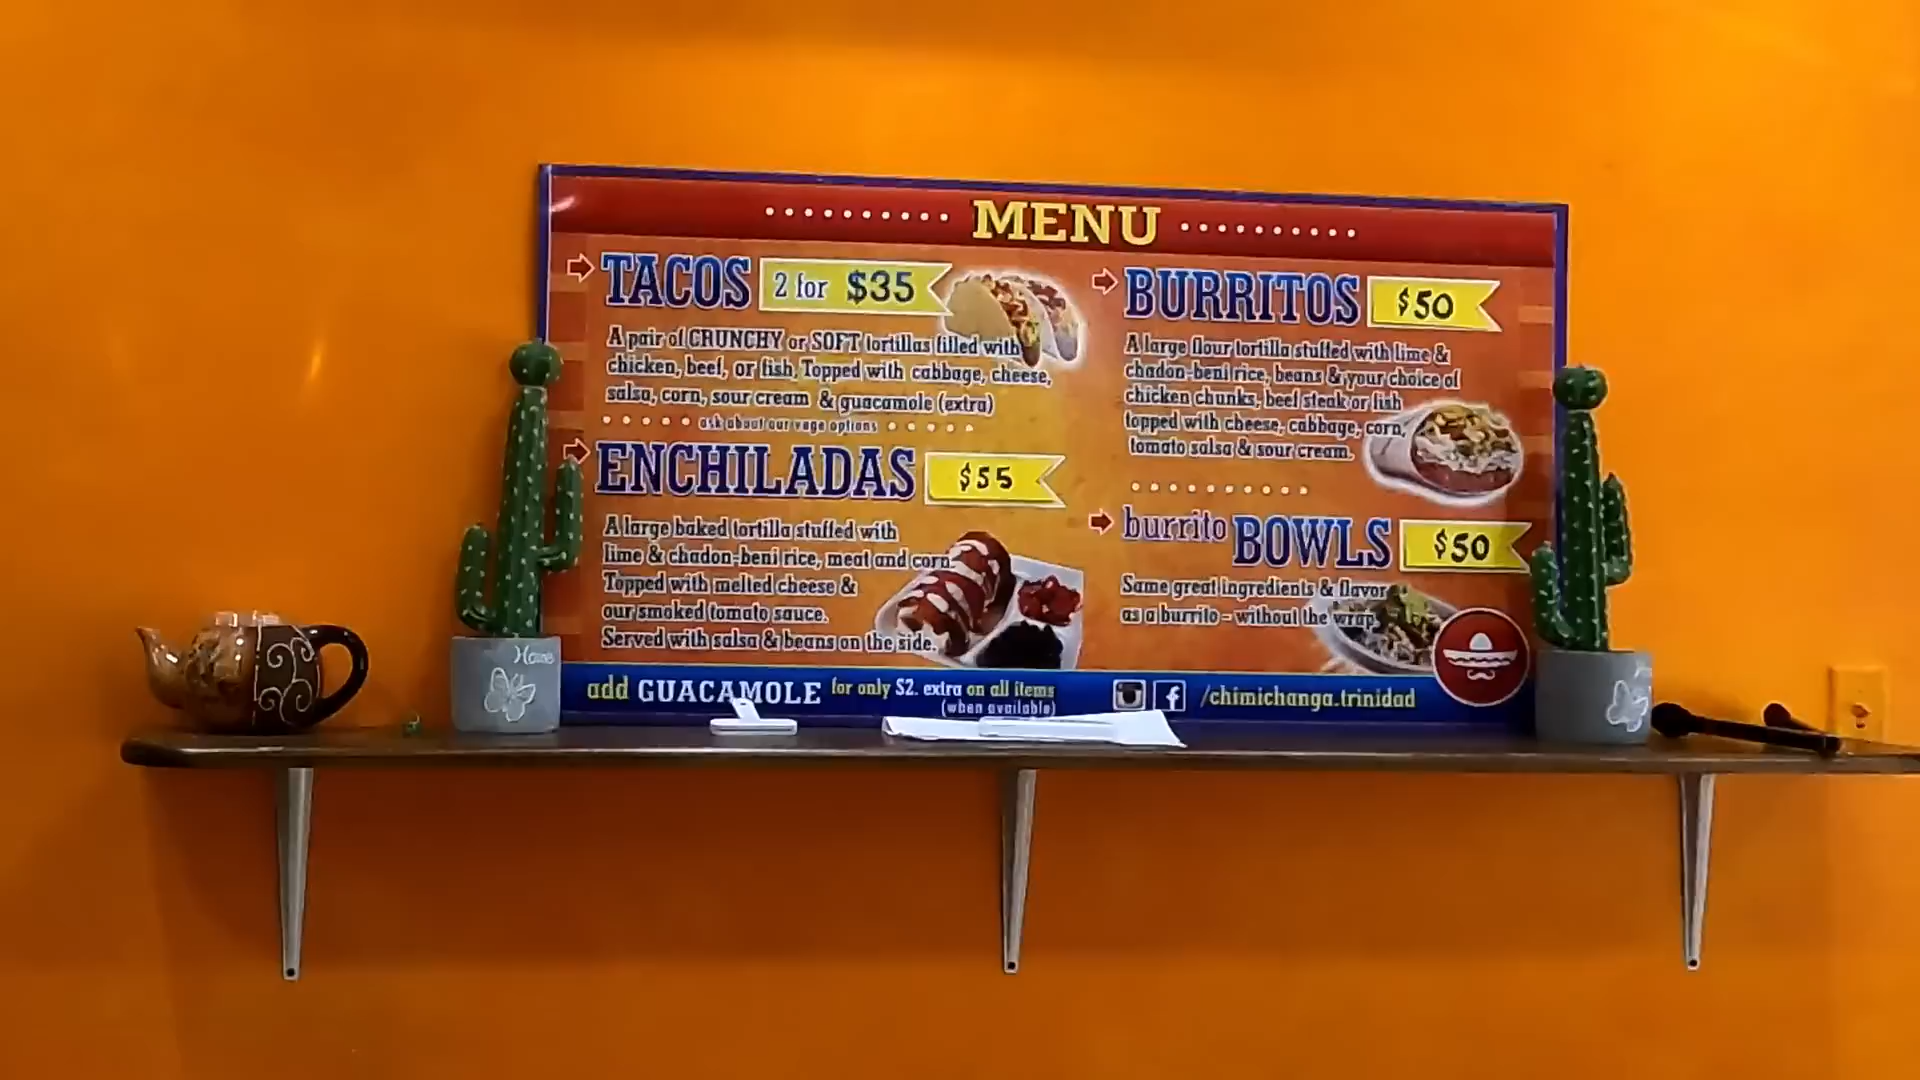 MENU
TACOS 2 for $35
A pair of CRUNCHY or SOFT tortillas filled with
chicken, beef, or fish. Topped with cabbage, cheese,
salsa, corn, sour cream & guacamole (extra)
ask about our vege options
ENCHILADAS $55
A large baked tortilla stuffed with
lime & chadon-beni rice, meat and corn.
Topped with melted cheese &
our smoked tomato sauce.
Served with salsa & beans on the side.
BURRITOS $50
A large flour tortilla stuffed with lime &
chadon-beni rice, beans & your choice of
chicken chunks, beef steak or fish
topped with cheese, cabbage, corn,
tomato salsa & sour cream.
burrito BOWLS $50
Same great ingredients & flavor
as a burrito - without the wrap
add GUACAMOLE for only $2. extra on all items
(when available)
/chimichanga.trinidad
Home